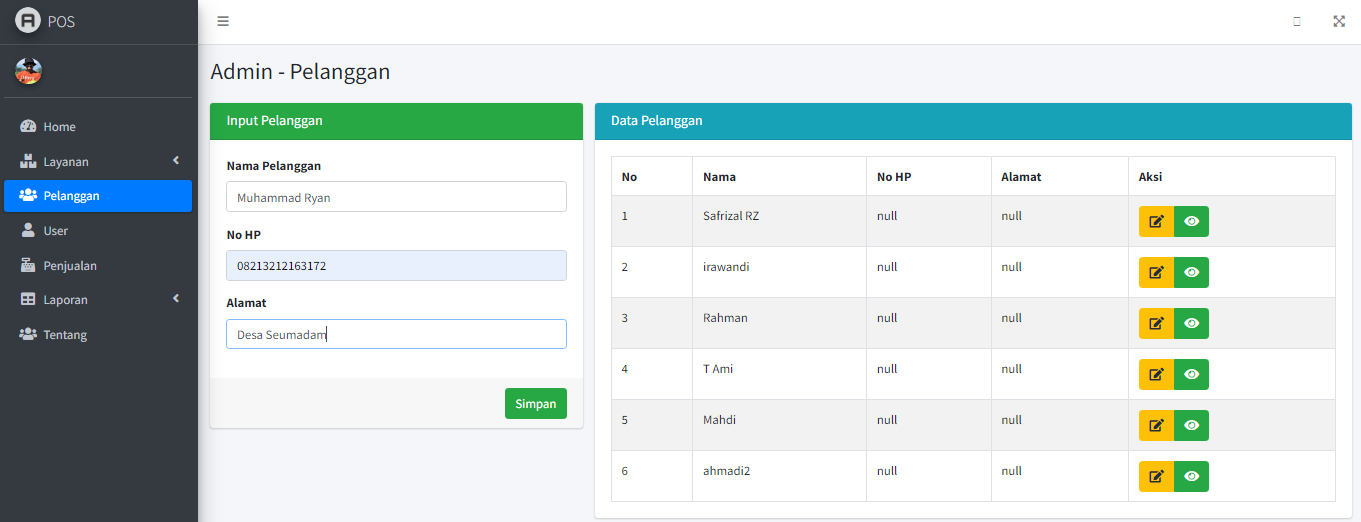 A POS
Home
Layanan
Pelanggan
User
Penjualan
Laporan
Tentang
Admin - Pelanggan
Input Pelanggan
Nama Pelanggan
Muhammad Ryan
No HP
08213212163172
Alamat
Desa Seumadam
Simpan
Data Pelanggan
No Nama No HP Alamat Aksi
1 Safrizal RZ null null
2 irawandi null null
3 Rahman null null
4 T Ami null null
5 Mahdi null null
6 ahmadi2 null null